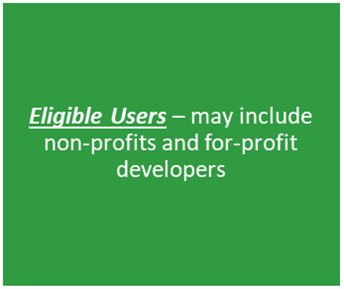 Eligible Users – may include
non-profits and for-profit
developers